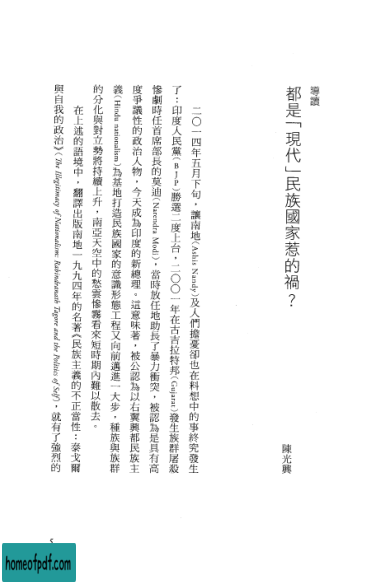 導讀
都是「現代」民族國家惹的禍？
陳光興
二〇一四年五月下旬，讓南地（Ashis Nandy）及人們擔憂卻也在料想中的事終究發生
了：印度人民黨（BJP）勝選二度上台，二〇〇一年在古吉拉特邦（Gujarat）發生族群屠殺
慘劇時任首席部長的莫迪（Narendra Modi），當時放任地助長了暴力衝突，被認為是具有高
度爭議性的政治人物，今天成為印度的新總理。這意味著，被公認為以右翼興都民族主
義（Hindu nationalism）為基地打造民族國家的意識形態工程又向前邁進一大步，種族與族群
的分化與對立勢將持續上升，南亞天空中的愁雲慘霧看來短時期內難以散去。
在上述的語境中，翻譯出版南地一九九四年的名著《民族主義的不正當性：泰戈爾
與自我的政治》（The Illegitimacy of Nationalism: Rabindranath Tagore and the Politics of Self），就有了強烈的
5
homeofpdf.com